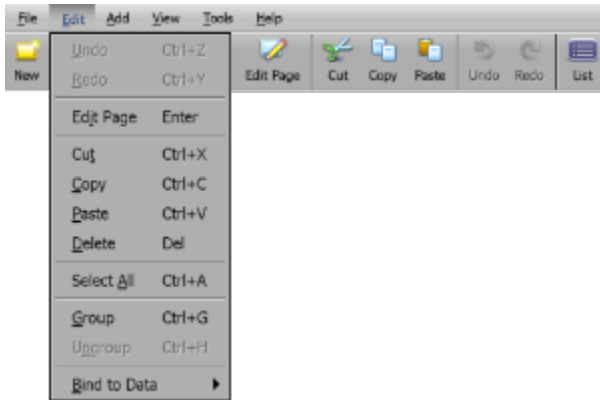 File Edit Add View Tools Help
New Edit Page Cut Copy Paste Undo Redo List
Undo Ctrl+Z
Redo Ctrl+Y
Edit Page Enter
Cut Ctrl+X
Copy Ctrl+C
Paste Ctrl+V
Delete Del
Select All Ctrl+A
Group Ctrl+G
Ungroup Ctrl+H
Bind to Data